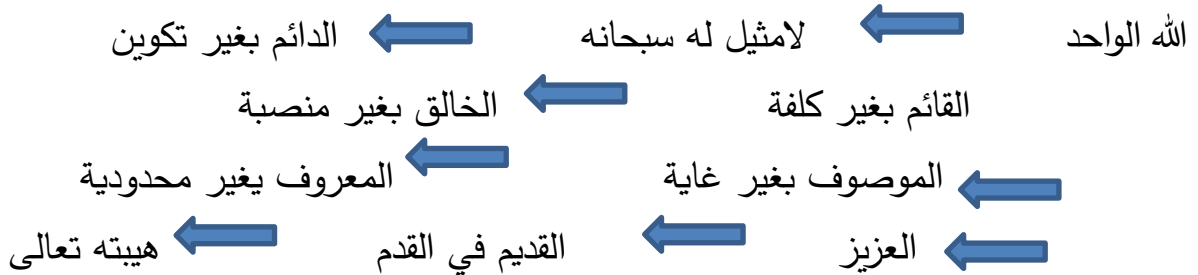 الله الواحد لامثيل له سبحانه الدائم بغير تكوين
القائم بغير كلفة الخالق بغير منصبة
الموصوف بغير غاية المعروف يغير محدودية
العزيز القديم في القدم هيبته تعالى